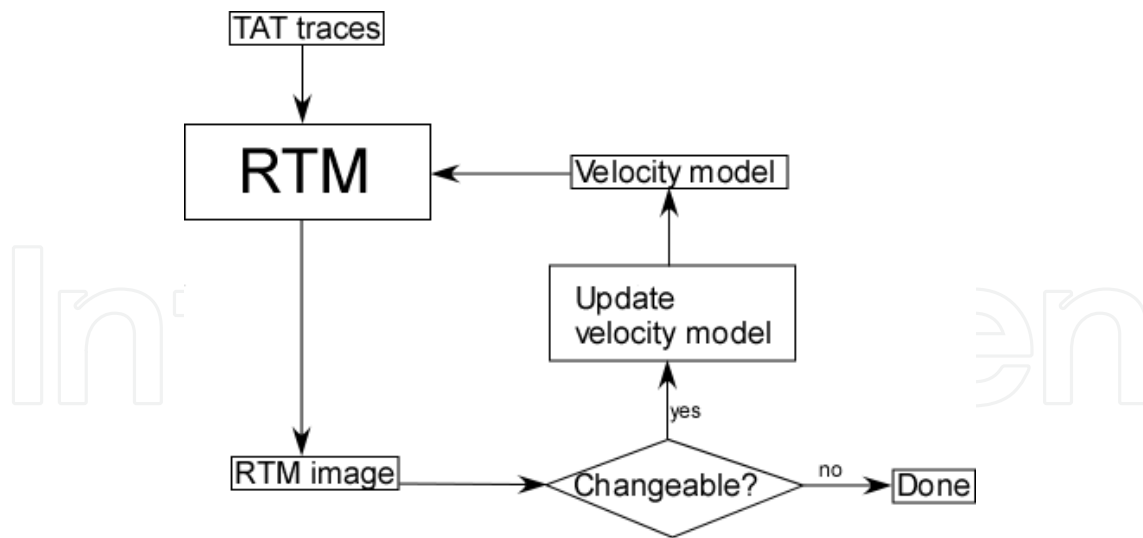 TAT traces
RTM
Velocity model
Update
velocity model
yes
RTM image
Changeable?
no
Done